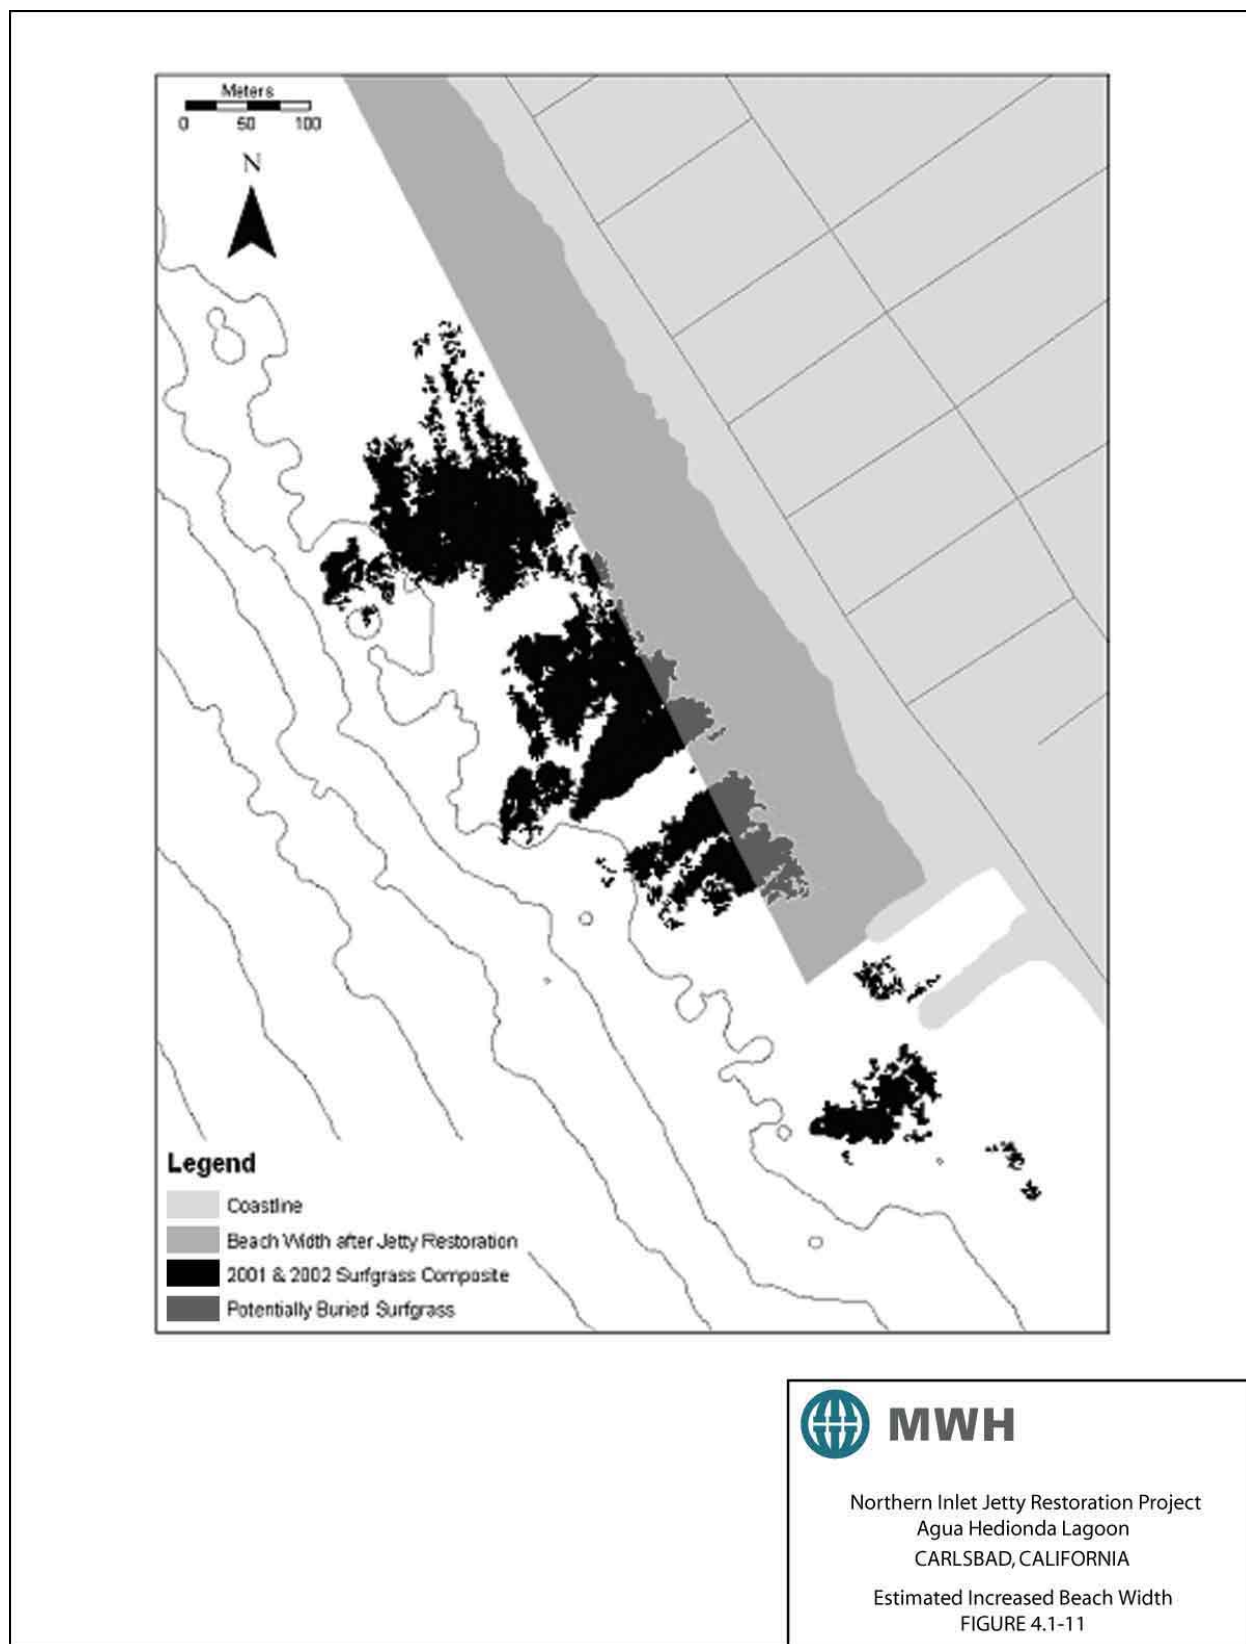 Meters
0 50 100
N
Legend
Coastline
Beach Width after Jetty Restoration
2001 & 2002 Surfgrass Composite
Potentially Buried Surfgrass
MWH
Northern Inlet Jetty Restoration Project
Agua Hedionda Lagoon
CARLSBAD, CALIFORNIA
Estimated Increased Beach Width
FIGURE 4.1-11